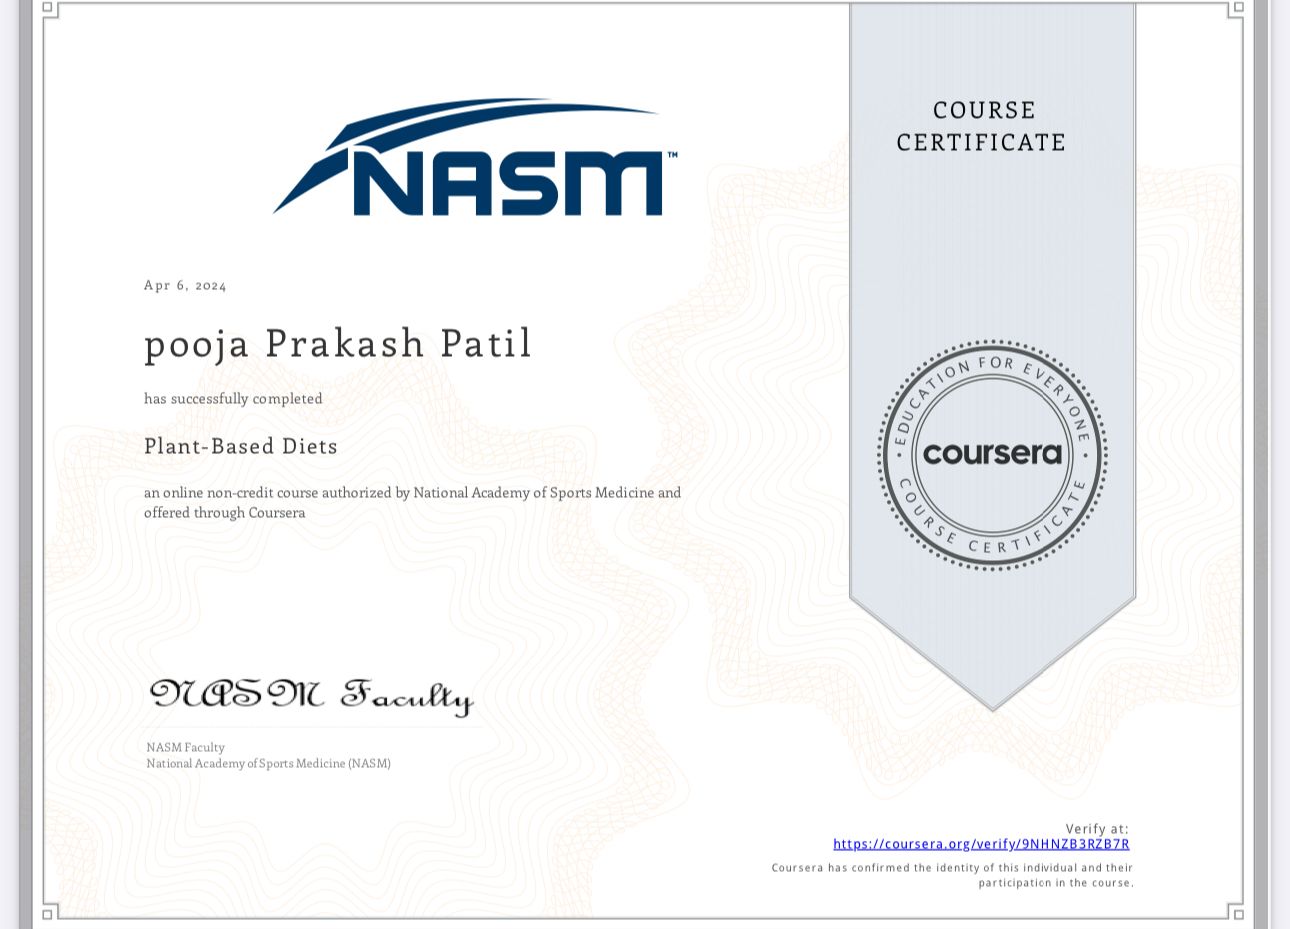 COURSE
CERTIFICATE
NASM™
Apr 6, 2024
pooja Prakash Patil
has successfully completed
Plant-Based Diets
an online non-credit course authorized by National Academy of Sports Medicine and
offered through Coursera
EDUCATION FOR EVERYONE
coursera
COURSE CERTIFICATE
NASM Faculty
NASM Faculty
National Academy of Sports Medicine (NASM)
Verify at:
https://coursera.org/verify/9NHNZB3RZB7R
Coursera has confirmed the identity of this individual and their
participation in the course.